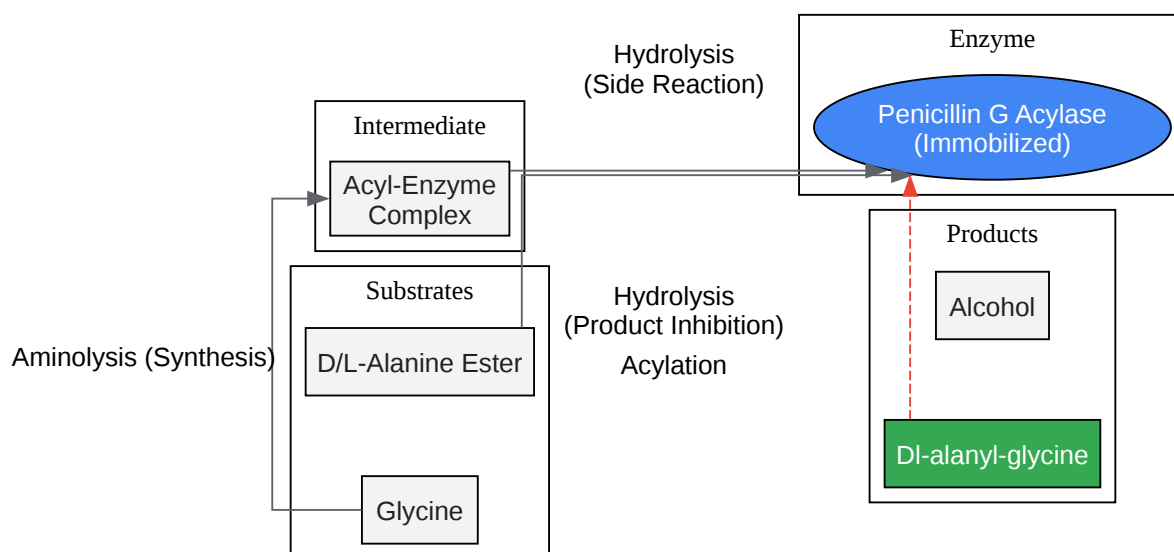 Enzyme
Hydrolysis
(Side Reaction)
Penicillin G Acylase
(Immobilized)
Intermediate
Acyl-Enzyme
Complex
Products
Substrates
Hydrolysis
(Product Inhibition)
Alcohol
Aminolysis (Synthesis)
D/L-Alanine Ester
Acylation
Dl-alanyl-glycine
Glycine